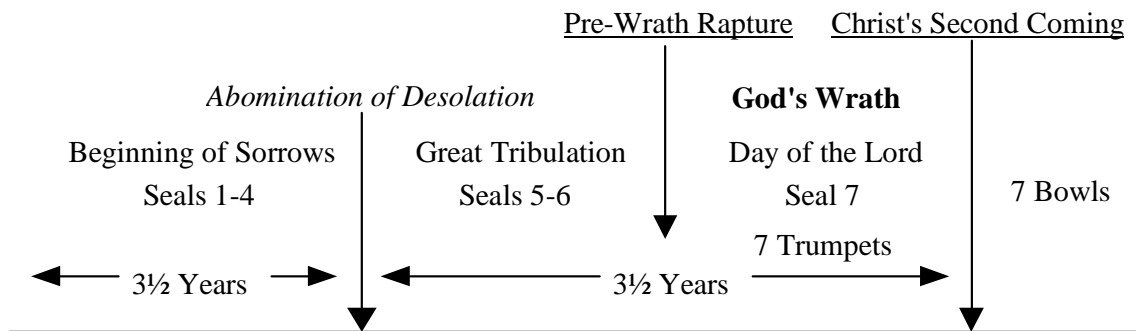 Pre-Wrath Rapture Christ's Second Coming
Abomination of Desolation God's Wrath
Beginning of Sorrows Great Tribulation Day of the Lord
Seals 1-4 Seals 5-6 Seal 7 7 Bowls
7 Trumpets
3½ Years 3½ Years